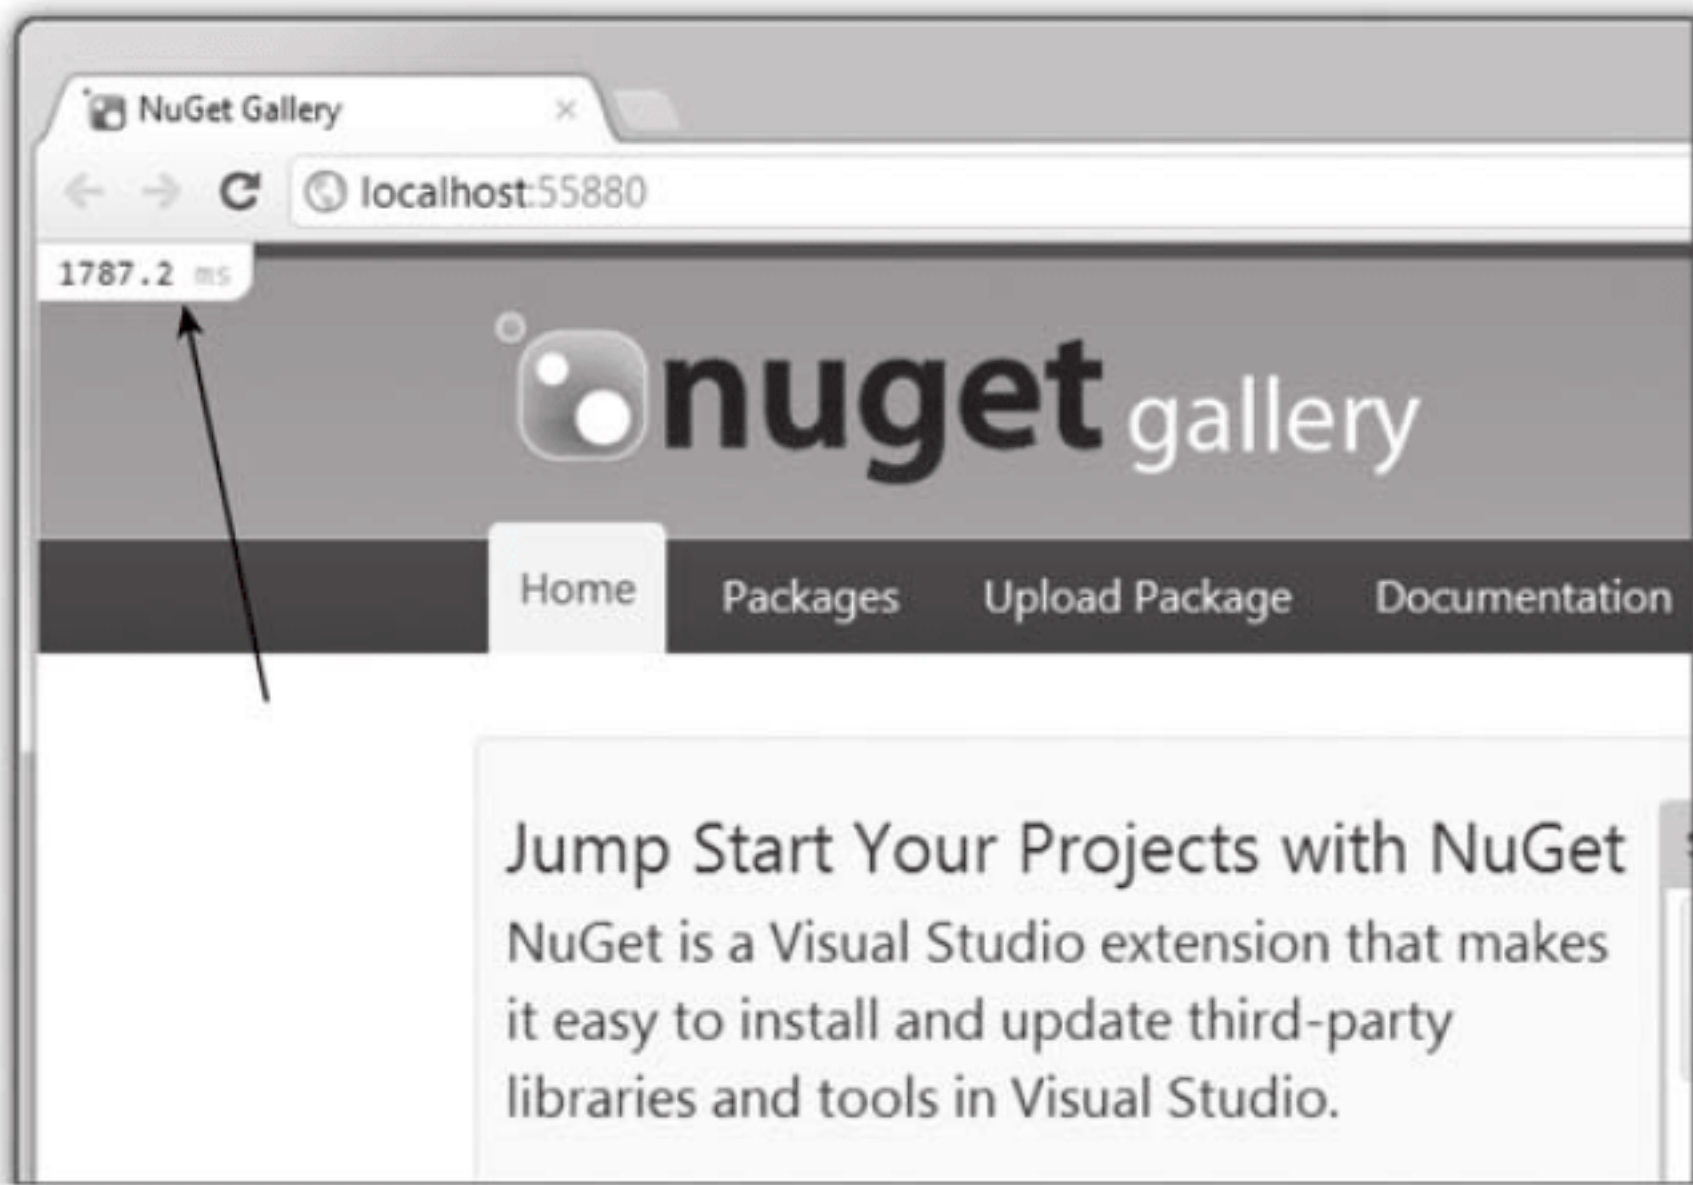 NuGet Gallery
localhost:55880
1787.2 ms
nuget gallery
Home Packages Upload Package Documentation
Jump Start Your Projects with NuGet
NuGet is a Visual Studio extension that makes
it easy to install and update third-party
libraries and tools in Visual Studio.